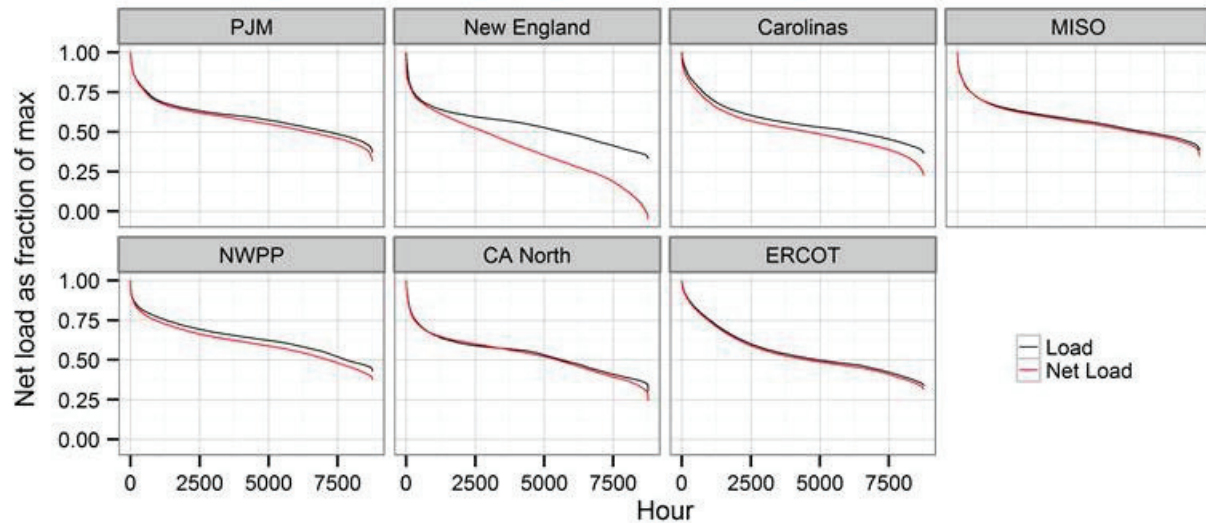 PJM New England Carolinas MISO
1.00
0.75
0.50
0.25
0.00
NWPP CA North ERCOT
1.00
0.75
0.50
0.25
0.00
Net load as fraction of max
Load
Net Load
0 2500 5000 7500 0 2500 5000 7500 0 2500 5000 7500
Hour